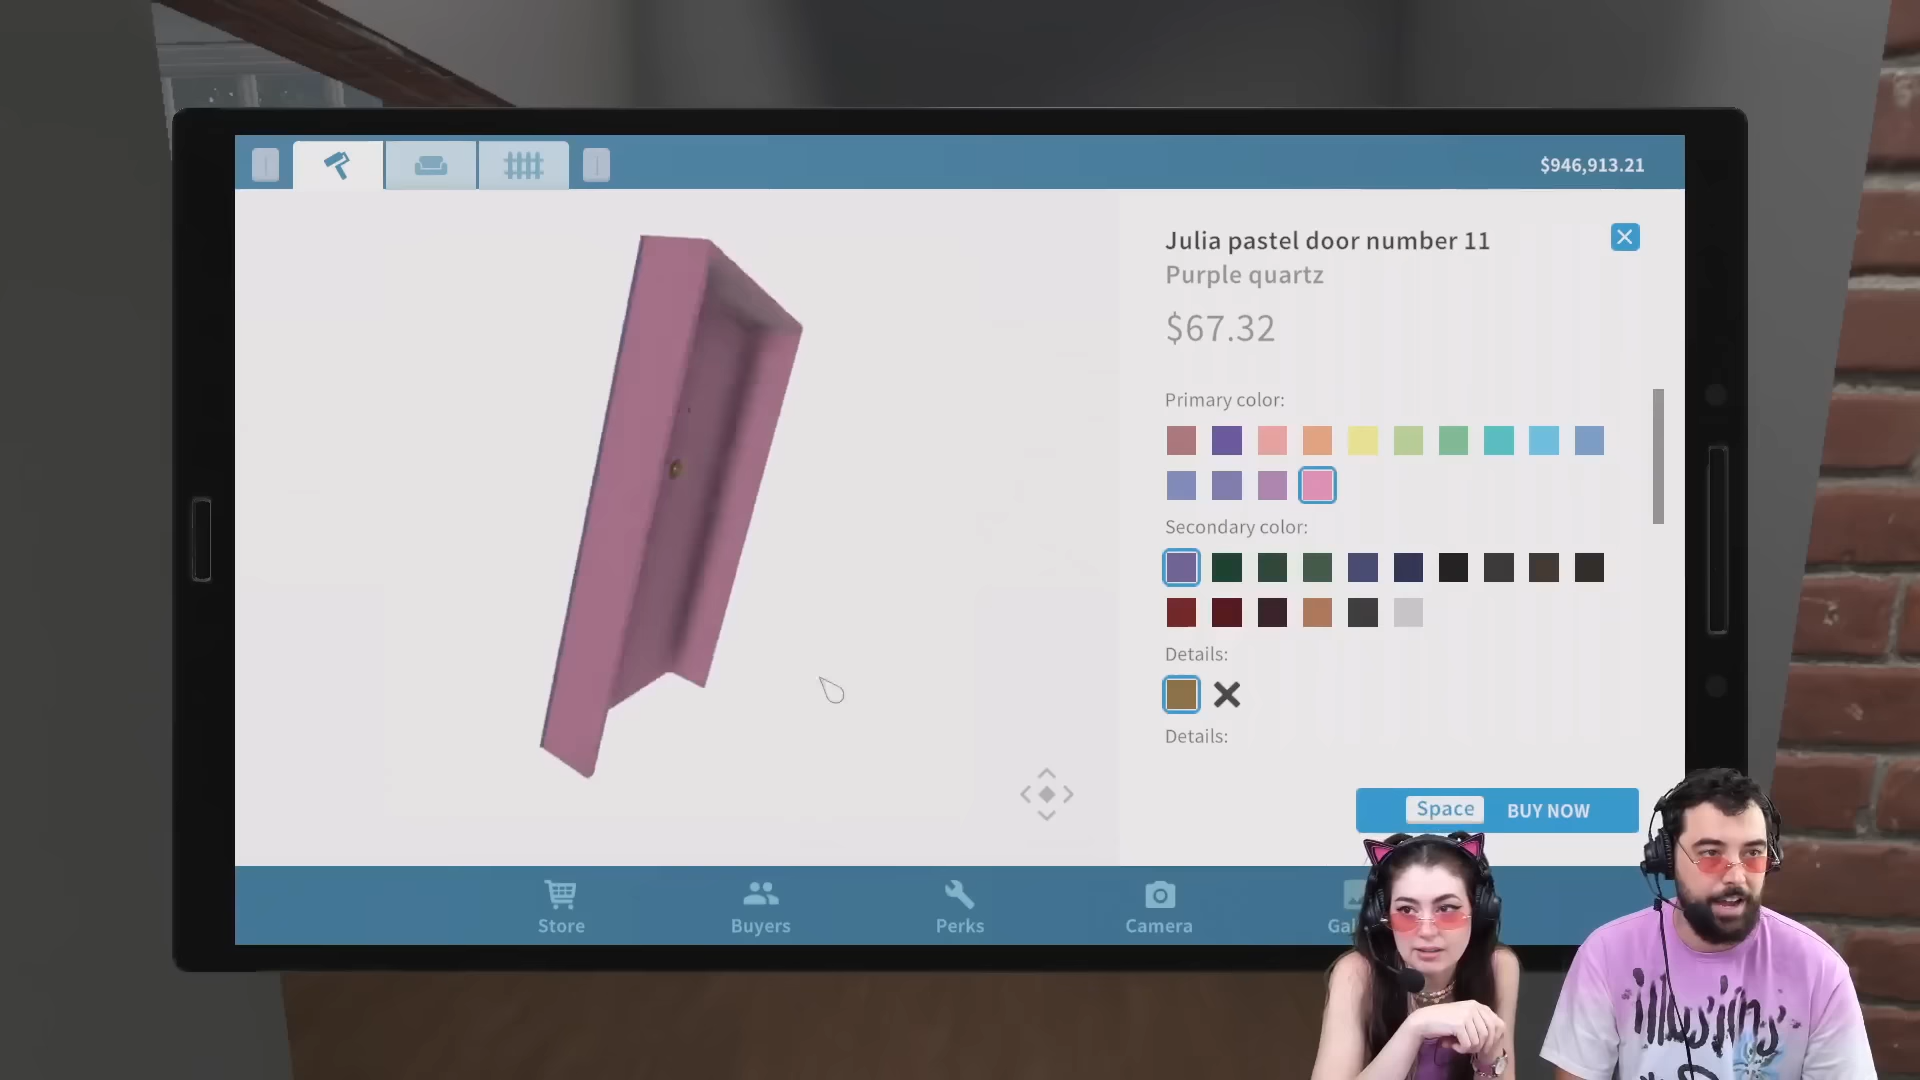 $946,913.21
Julia pastel door number 11
Purple quartz
$67.32
Primary color:
Secondary color:
Details:
Details:
Space BUY NOW
Store
Buyers
Perks
Camera
Gal